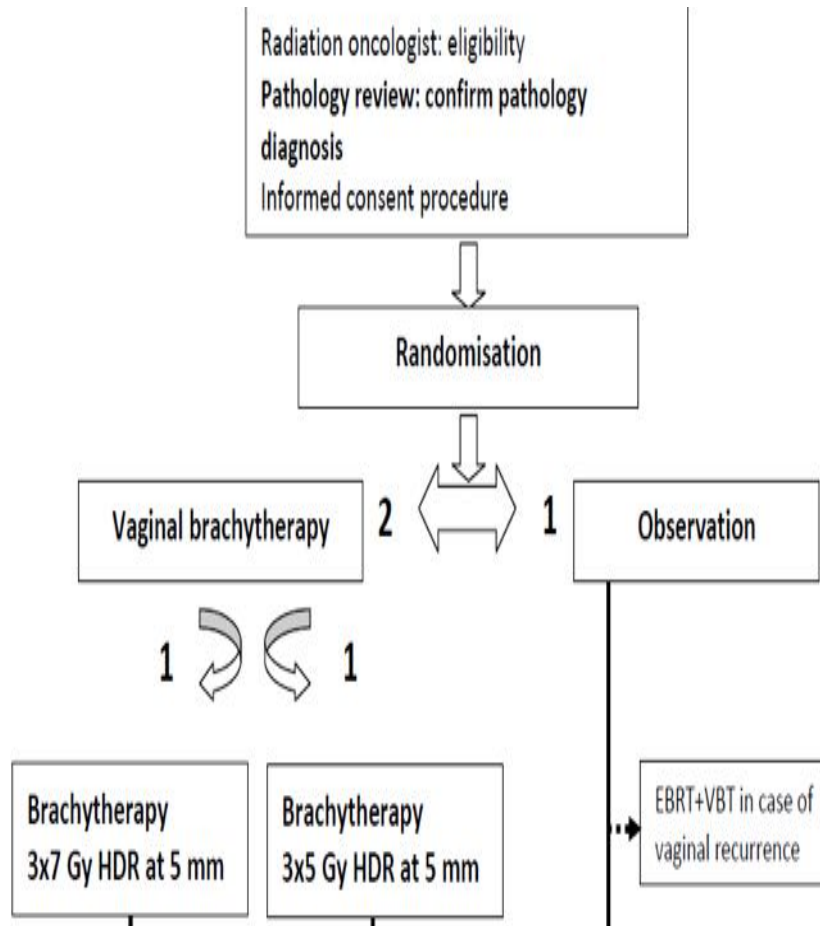 Radiation oncologist: eligibility
Pathology review: confirm pathology
diagnosis
Informed consent procedure
Randomisation
Vaginal brachytherapy
2
1
Observation
1
1
Brachytherapy
3x7 Gy HDR at 5 mm
Brachytherapy
3x5 Gy HDR at 5 mm
EBRT+VBT in case of
vaginal recurrence